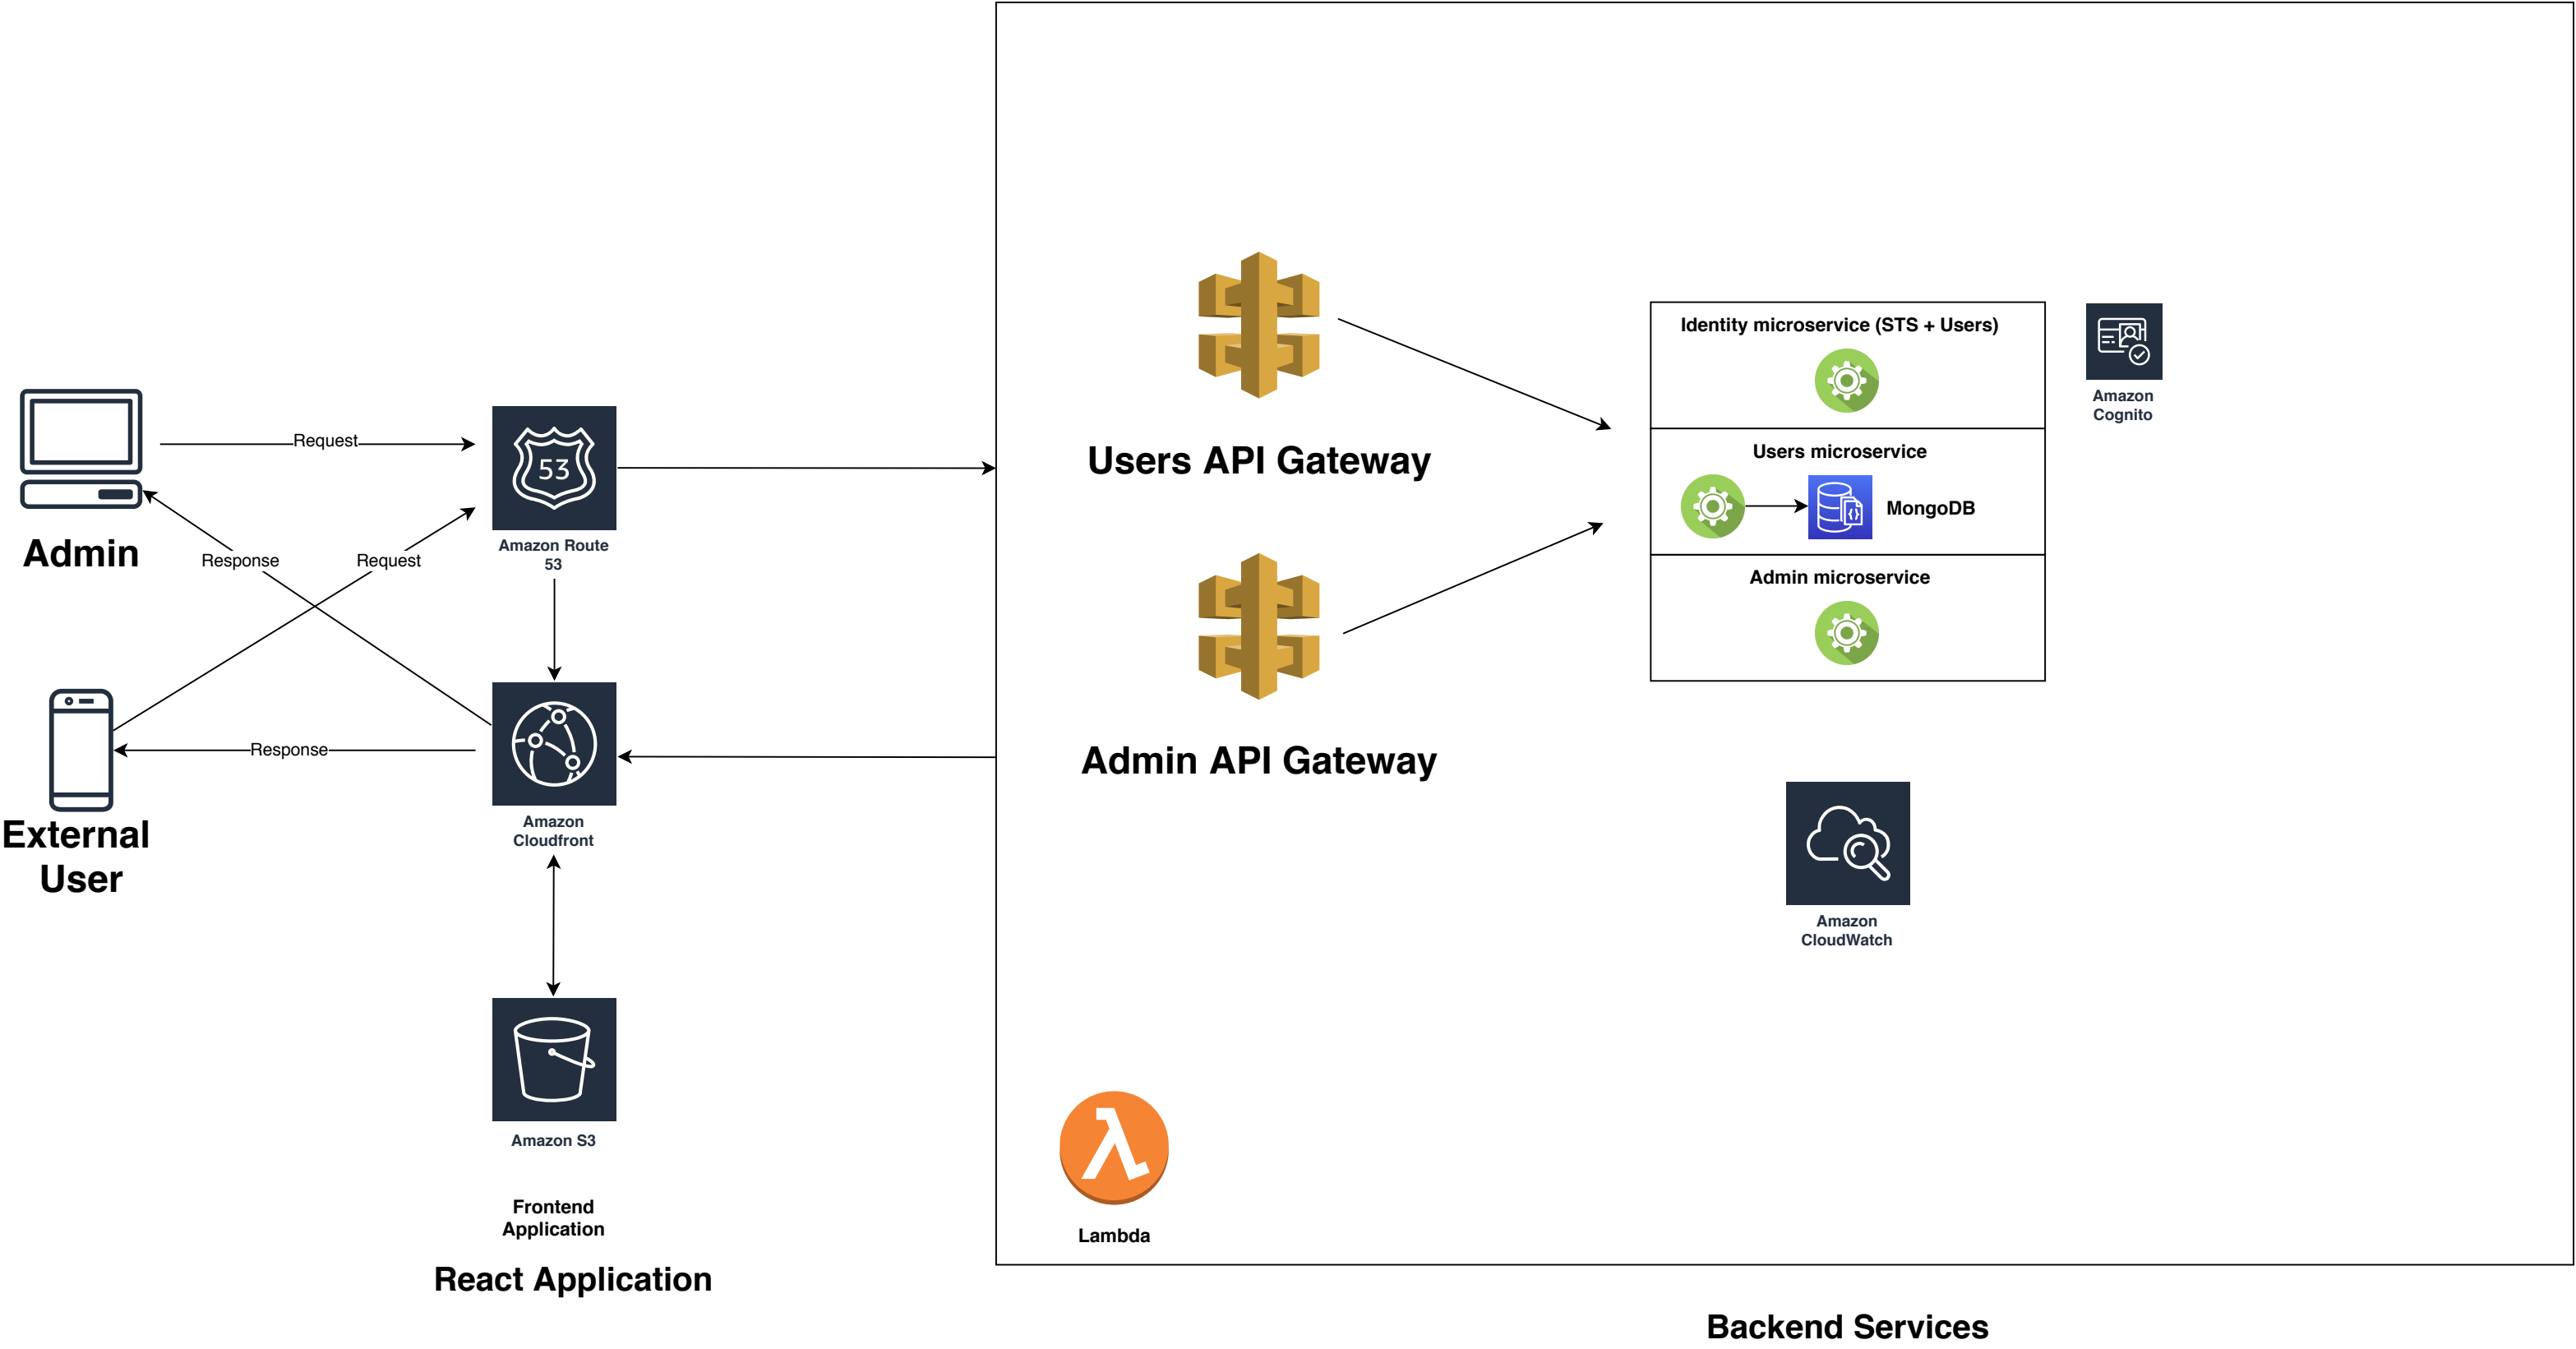 Identity microservice (STS + Users)
Amazon
Cognito
Users microservice
MongoDB
Admin microservice
Users API Gateway
Admin API Gateway
Request
53
Amazon Route
53
Admin
Response
Request
Response
External
User
Amazon
Cloudfront
Amazon
CloudWatch
Amazon S3
Frontend
Application
React Application
λ
Lambda
Backend Services